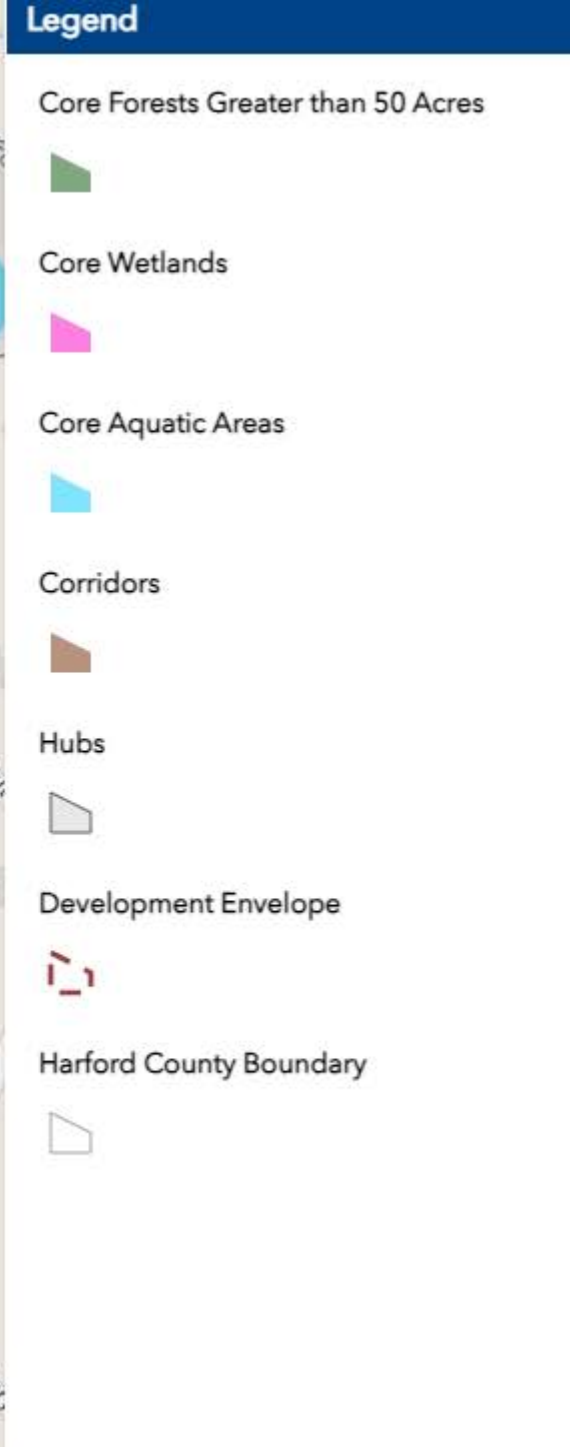 Legend
Core Forests Greater than 50 Acres
Core Wetlands
Core Aquatic Areas
Corridors
Hubs
Development Envelope
Harford County Boundary